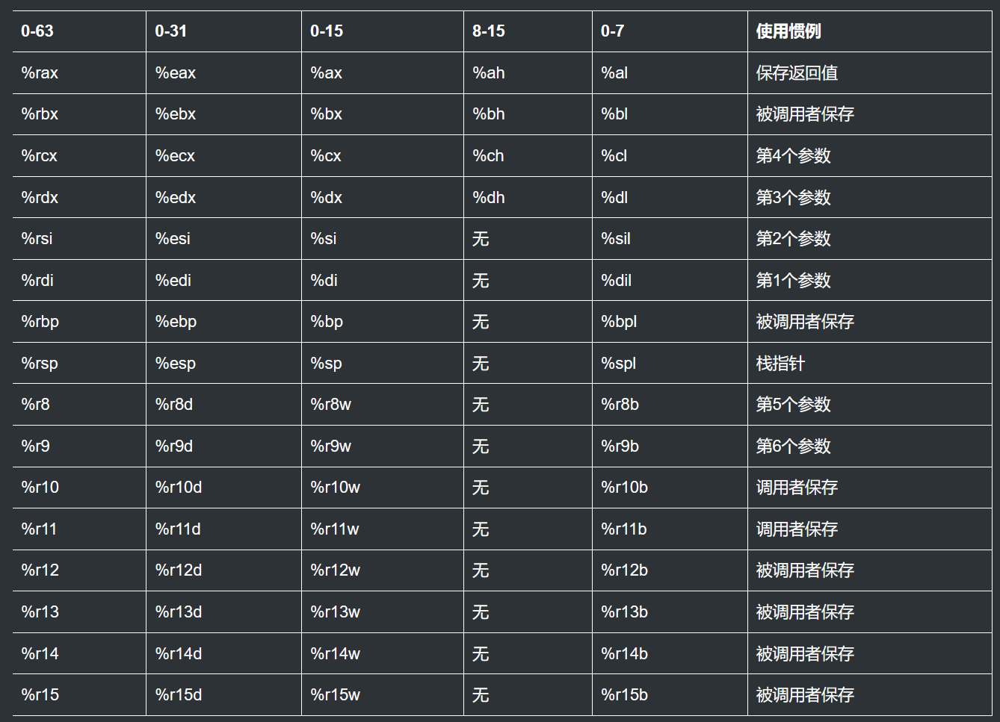 0-63 0-31 0-15 8-15 0-7 使用惯例
%rax %eax %ax %ah %al 保存返回值
%rbx %ebx %bx %bh %bl 被调用者保存
%rcx %ecx %cx %ch %cl 第4个参数
%rdx %edx %dx %dh %dl 第3个参数
%rsi %esi %si 无 %sil 第2个参数
%rdi %edi %di 无 %dil 第1个参数
%rbp %ebp %bp 无 %bpl 被调用者保存
%rsp %esp %sp 无 %spl 栈指针
%r8 %r8d %r8w 无 %r8b 第5个参数
%r9 %r9d %r9w 无 %r9b 第6个参数
%r10 %r10d %r10w 无 %r10b 调用者保存
%r11 %r11d %r11w 无 %r11b 调用者保存
%r12 %r12d %r12w 无 %r12b 被调用者保存
%r13 %r13d %r13w 无 %r13b 被调用者保存
%r14 %r14d %r14w 无 %r14b 被调用者保存
%r15 %r15d %r15w 无 %r15b 被调用者保存